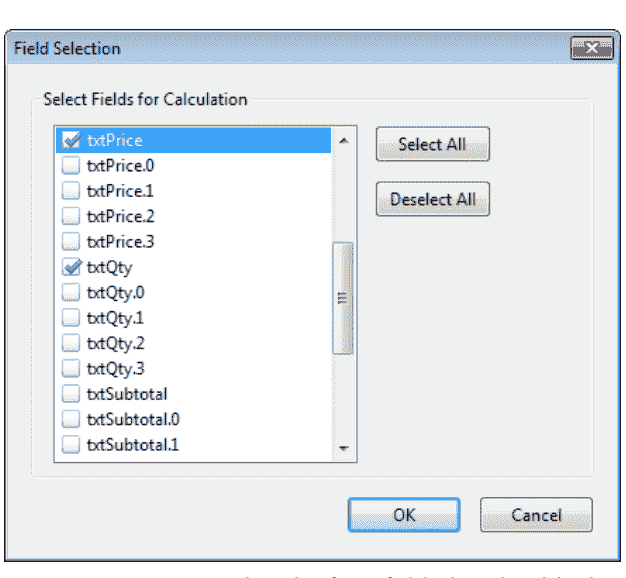 Field Selection
Select Fields for Calculation
txtPrice
txtPrice.0
txtPrice.1
txtPrice.2
txtPrice.3
txtQty
txtQty.0
txtQty.1
txtQty.2
txtQty.3
txtSubtotal
txtSubtotal.0
txtSubtotal.1
Select All
Deselect All
OK
Cancel